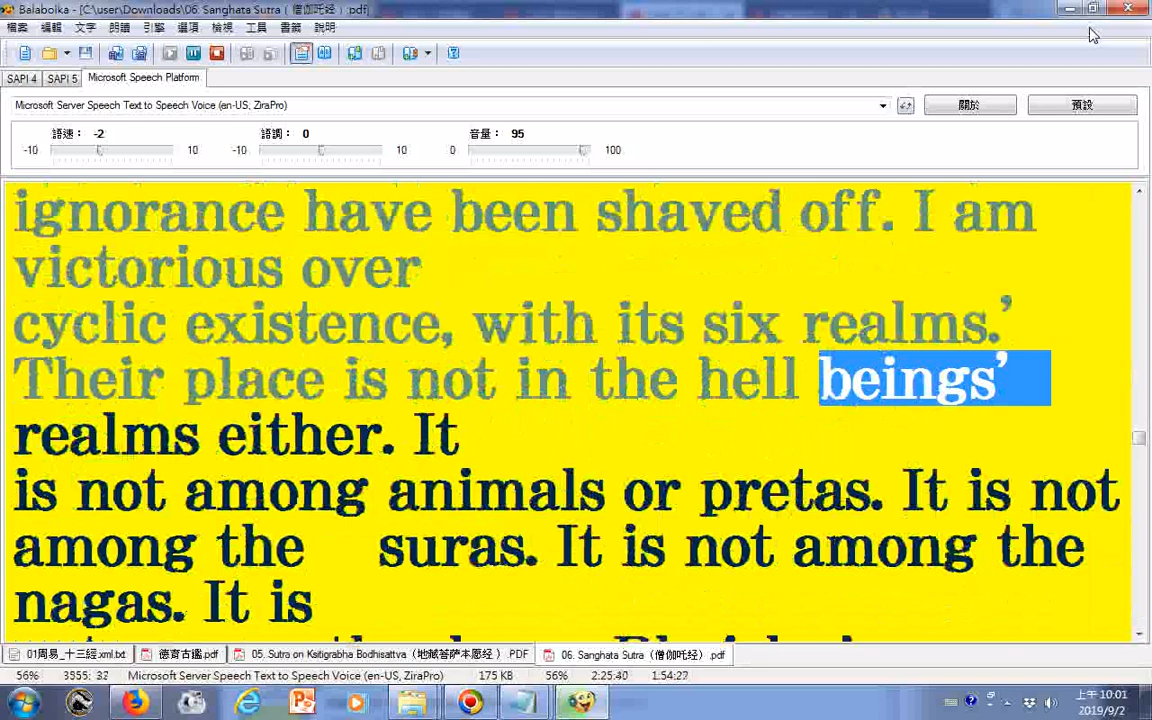 Balabolka - [C:\user\Downloads\06. Sanghata Sutra（僧伽吒经）.pdf]
檔案 編輯 文字 朗讀 引擎 選項 檢視 工具 書籤 說明
SAPI 4 SAPI 5 Microsoft Speech Platform
Microsoft Server Speech Text to Speech Voice (en-US, ZiraPro) 關於 預設
語速： -2 語調： 0 音量： 95
-10 10 -10 10 0 100
ignorance have been shaved off. I am
victorious over
cyclic existence, with its six realms.’
Their place is not in the hell beings’
realms either. It
is not among animals or pretas. It is not
among the suras. It is not among the
nagas. It is
01周易_十三經.xml.txt 德育古鑑.pdf 05. Sutra on Ksitigrabha Bodhisattva（地藏菩萨本愿经）.PDF 06. Sanghata Sutra（僧伽吒经）.pdf
56% 3555: 32 Microsoft Server Speech Text to Speech Voice (en-US, ZiraPro) 175 KB 56% 2:25:40 1:54:27
上午 10:01
2019/9/2